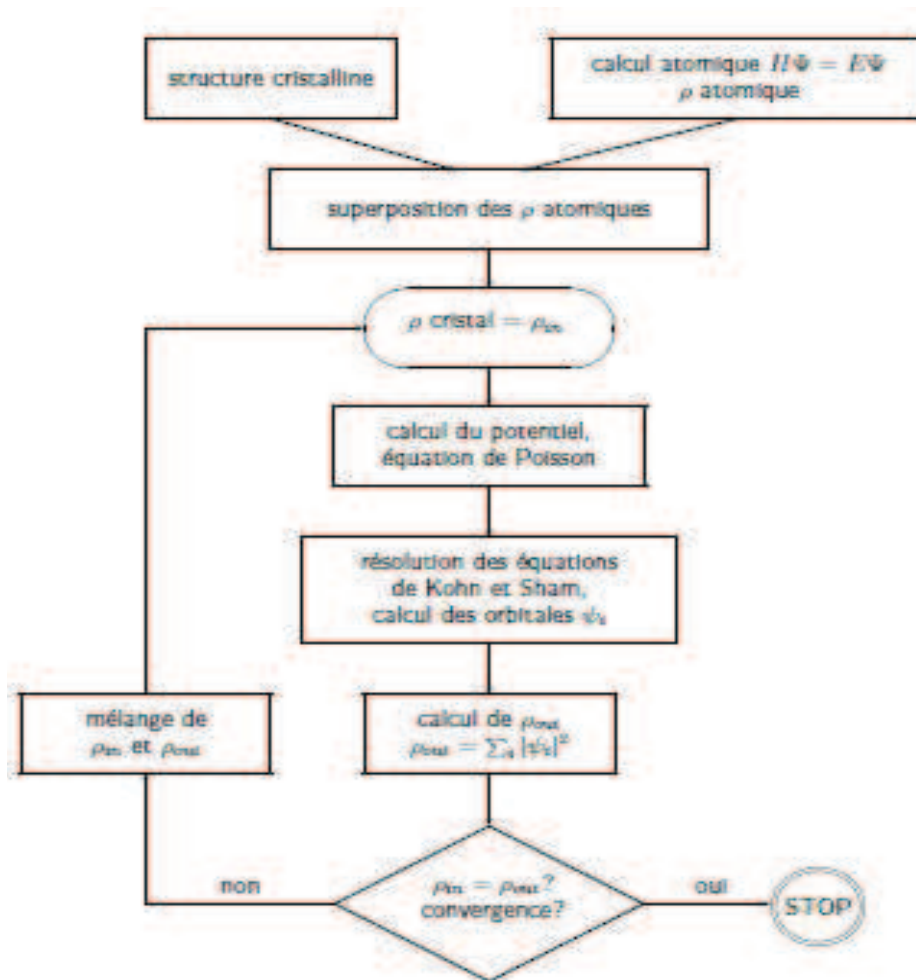 structure cristalline
calcul atomique HΨ = EΨ
ρ atomique
superposition des ρ atomiques
ρ cristal = ρin
calcul du potentiel,
équation de Poisson
résolution des équations
de Kohn et Sham,
calcul des orbitales ψi
mélange de
ρin et ρout
calcul de ρout
ρout = ∑i |ψi|²
non
ρin = ρout?
convergence?
oui
STOP